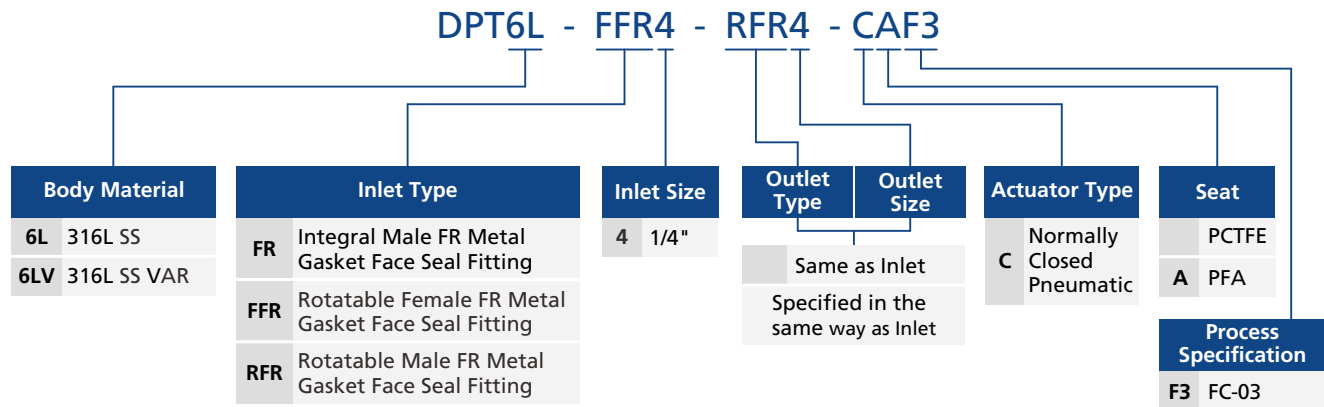 DPT6L - FFR4 - RFR4 - CAF3
Body Material
6L 316L SS
6LV 316L SS VAR
Inlet Type
FR Integral Male FR Metal
Gasket Face Seal Fitting
FFR Rotatable Female FR Metal
Gasket Face Seal Fitting
RFR Rotatable Male FR Metal
Gasket Face Seal Fitting
Inlet Size
4 1/4"
Outlet
Type
Outlet
Size
Same as Inlet
Specified in the
same way as Inlet
Actuator Type
C Normally
Closed
Pneumatic
Seat
PCTFE
A PFA
Process
Specification
F3 FC-03